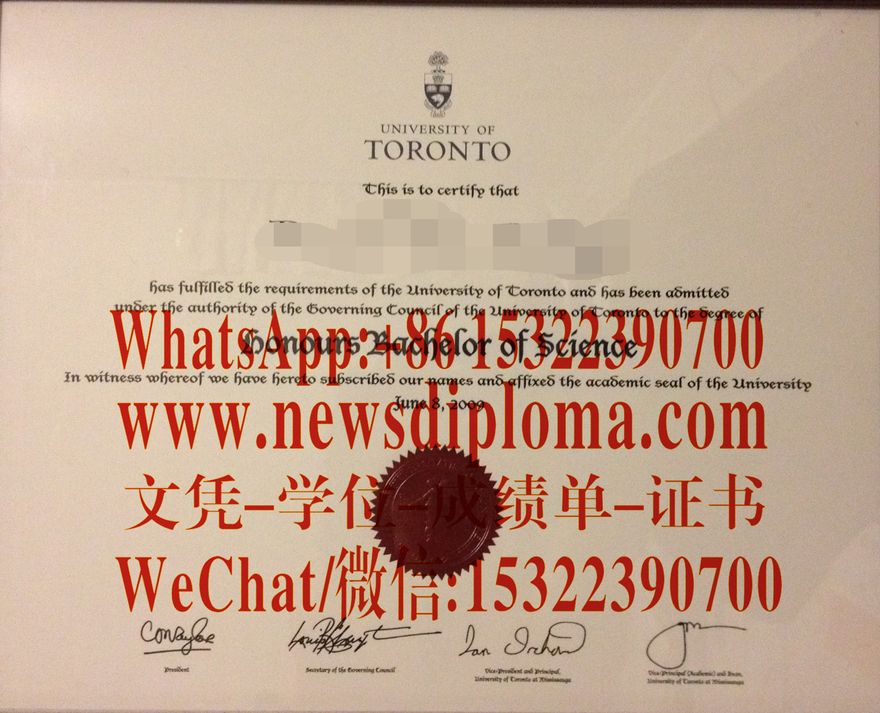 UNIVERSITY OF
TORONTO
This is to certify that
has fulfilled the requirements of the University of Toronto and has been admitted
under the authority of the Governing Council of the University of Toronto to the degree of
WhatsApp:+86 15322390700
Honours Bachelor of Science
In witness whereof we have hereto subscribed our names and affixed the academic seal of the University
June 8, 2009
www.newsdiploma.com
文凭-学位-成绩单-证书
WeChat/微信:15322390700
President
Secretary of the Governing Council
Vice-President and Principal,
University of Toronto at Mississauga
Vice-Principal (Academic) and Dean,
University of Toronto at Mississauga